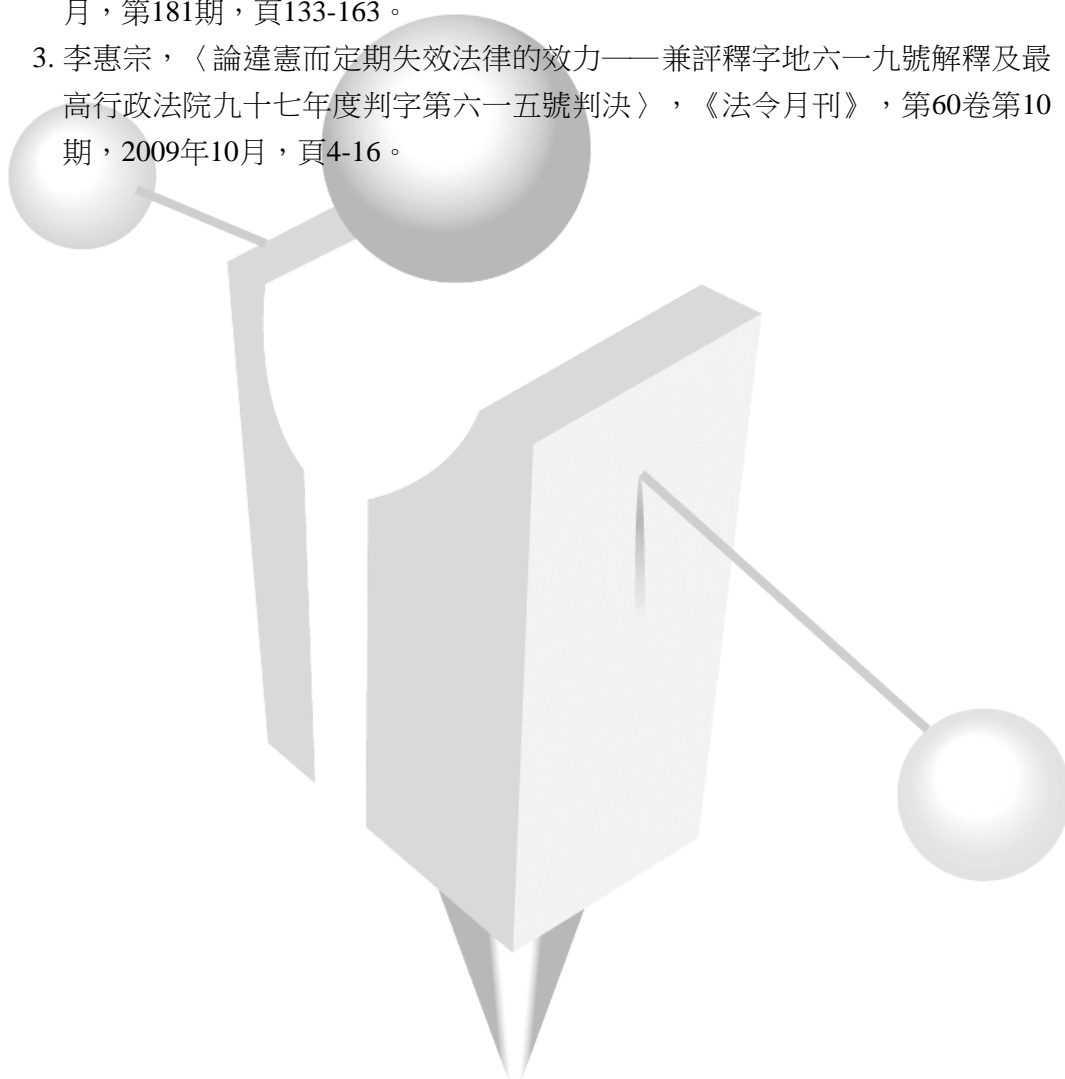 月，第181期，頁133-163。
3. 李惠宗，〈論違憲而定期失效法律的效力——兼評釋字地六一九號解釋及最
高行政法院九十七年度判字第六一五號判決〉，《法令月刊》，第60卷第10
期，2009年10月，頁4-16。